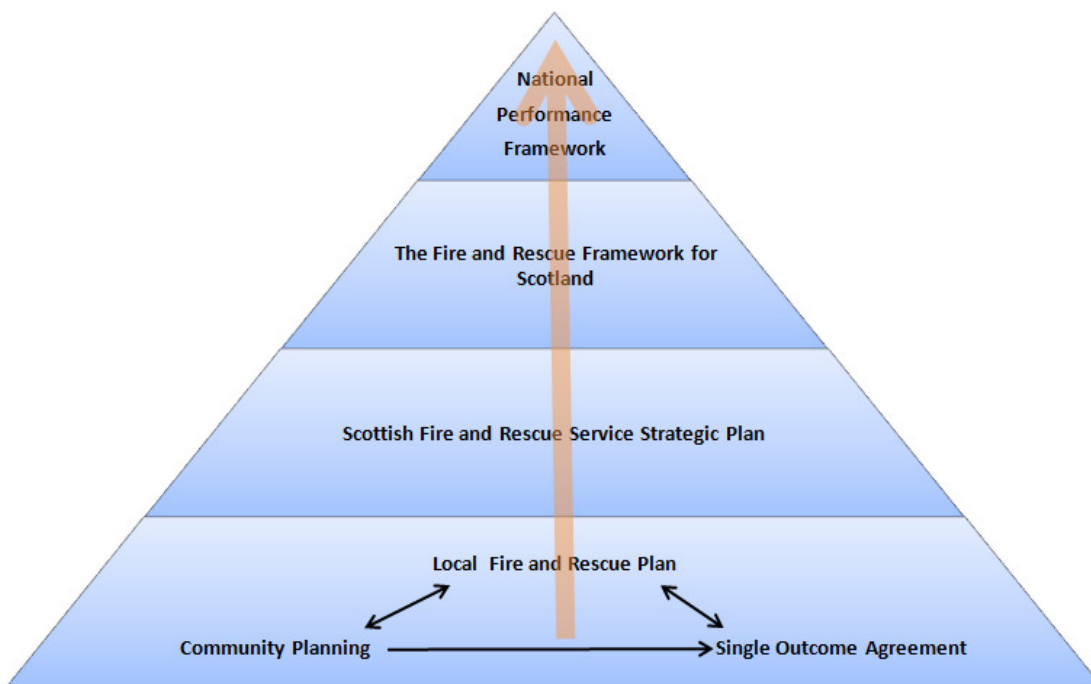 National
Performance
Framework
The Fire and Rescue Framework for
Scotland
Scottish Fire and Rescue Service Strategic Plan
Local Fire and Rescue Plan
Community Planning
Single Outcome Agreement